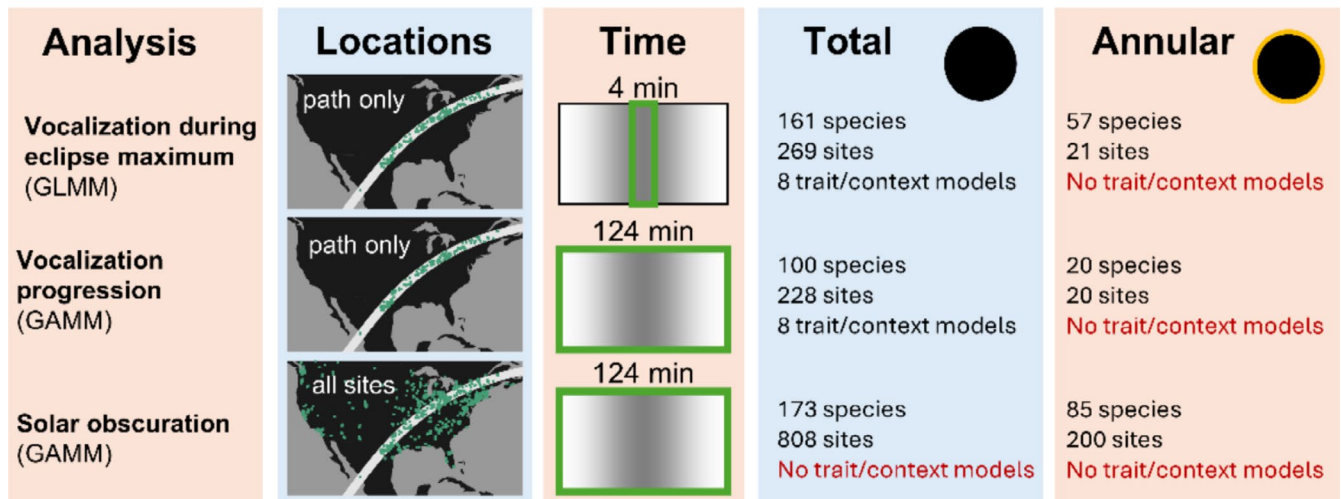 Analysis
Locations
Time
Total
Annular
Vocalization during
eclipse maximum
(GLMM)
path only
4 min
161 species
269 sites
8 trait/context models
57 species
21 sites
No trait/context models
Vocalization
progression
(GAMM)
path only
124 min
100 species
228 sites
8 trait/context models
20 species
20 sites
No trait/context models
Solar obscuration
(GAMM)
all sites
124 min
173 species
808 sites
No trait/context models
85 species
200 sites
No trait/context models